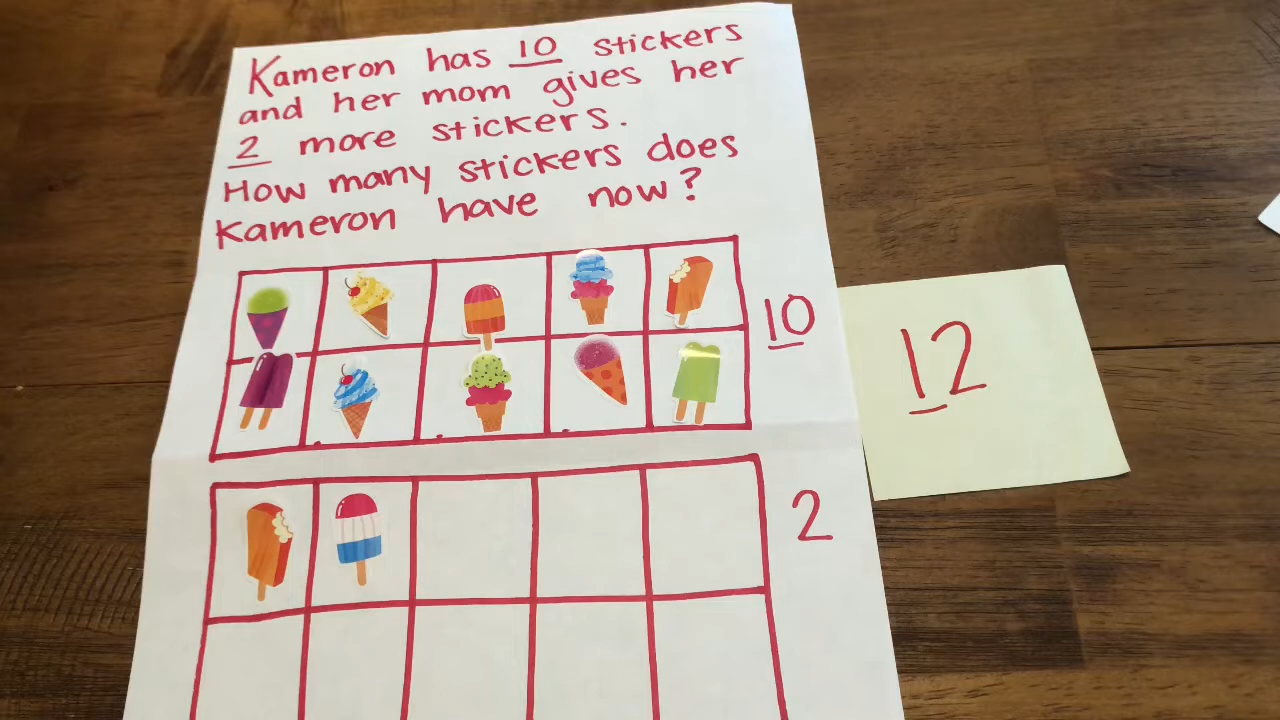 Kameron has 10 stickers
and her mom gives her
2 more stickers.
How many stickers does
Kameron have now?
10
12
2